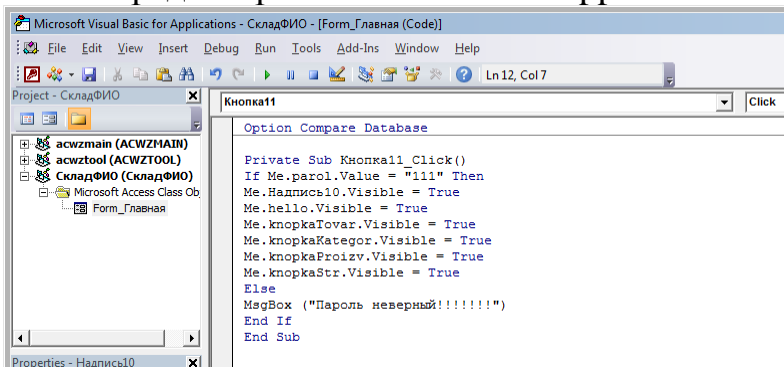 Microsoft Visual Basic for Applications - СкладФИО - [Form_Главная (Code)]
File Edit View Insert Debug Run Tools Add-Ins Window Help
Ln 12, Col 7
Project - СкладФИО
Кнопка11
Click
acwzmain (ACWZMAIN)
acwztool (ACWZTOOL)
СкладФИО (СкладФИО)
Microsoft Access Class Ob
Form_Главная
Option Compare Database
Private Sub Кнопка11_Click()
If Me.parol.Value = "111" Then
Me.Надпись10.Visible = True
Me.hello.Visible = True
Me.knopkaTovar.Visible = True
Me.knopkaKategor.Visible = True
Me.knopkaProizv.Visible = True
Me.knopkaStr.Visible = True
Else
MsgBox ("Пароль неверный!!!!!!!")
End If
End Sub
Properties - Надпись10